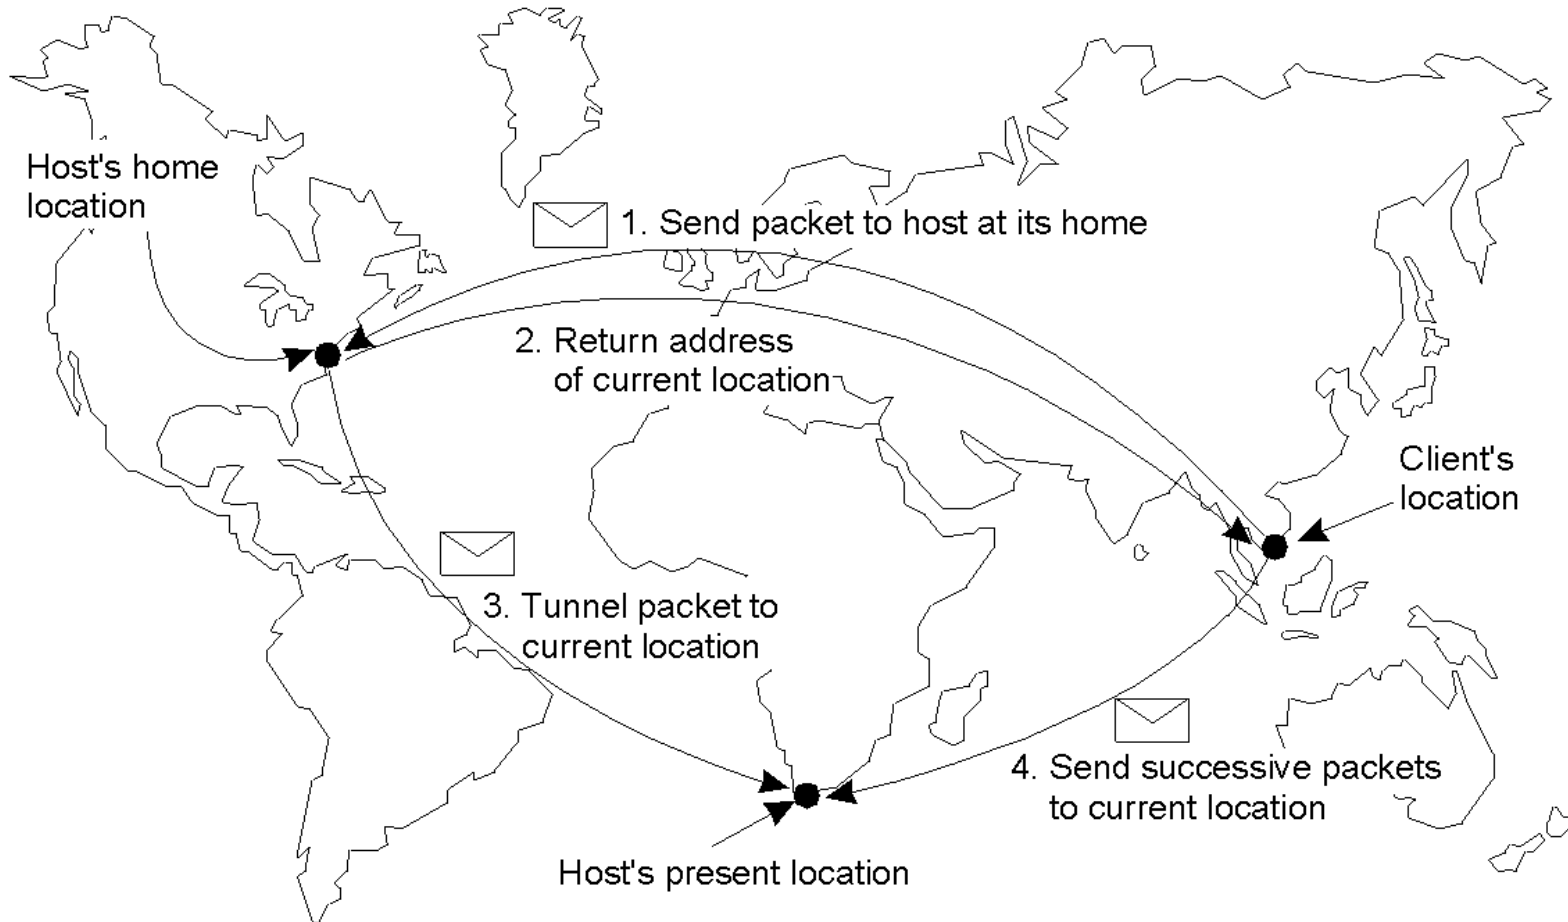 Host's home
location
1. Send packet to host at its home
2. Return address
of current location
Client's
location
3. Tunnel packet to
current location
4. Send successive packets
to current location
Host's present location